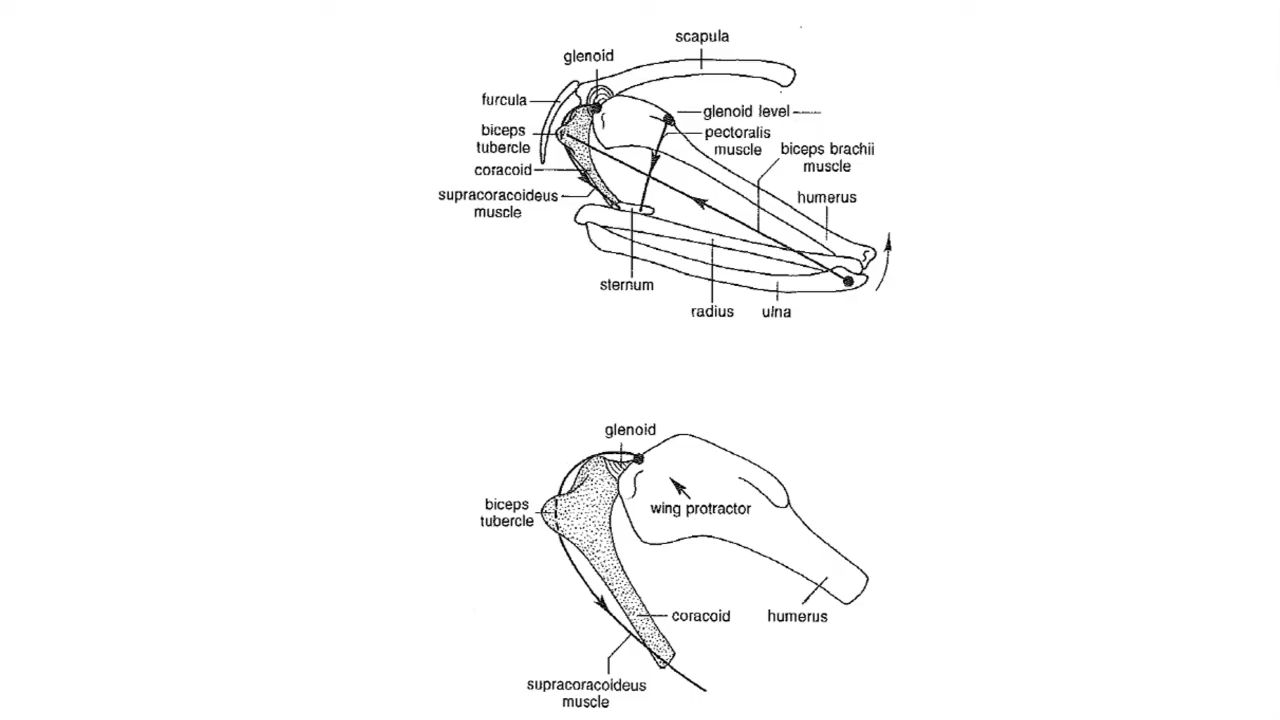 scapula
glenoid
furcula
glenoid level
biceps
tubercle
pectoralis
muscle
biceps brachii
muscle
coracoid
supracoracoideus
muscle
humerus
sternum
radius
ulna
glenoid
biceps
tubercle
wing protractor
coracoid
humerus
supracoracoideus
muscle